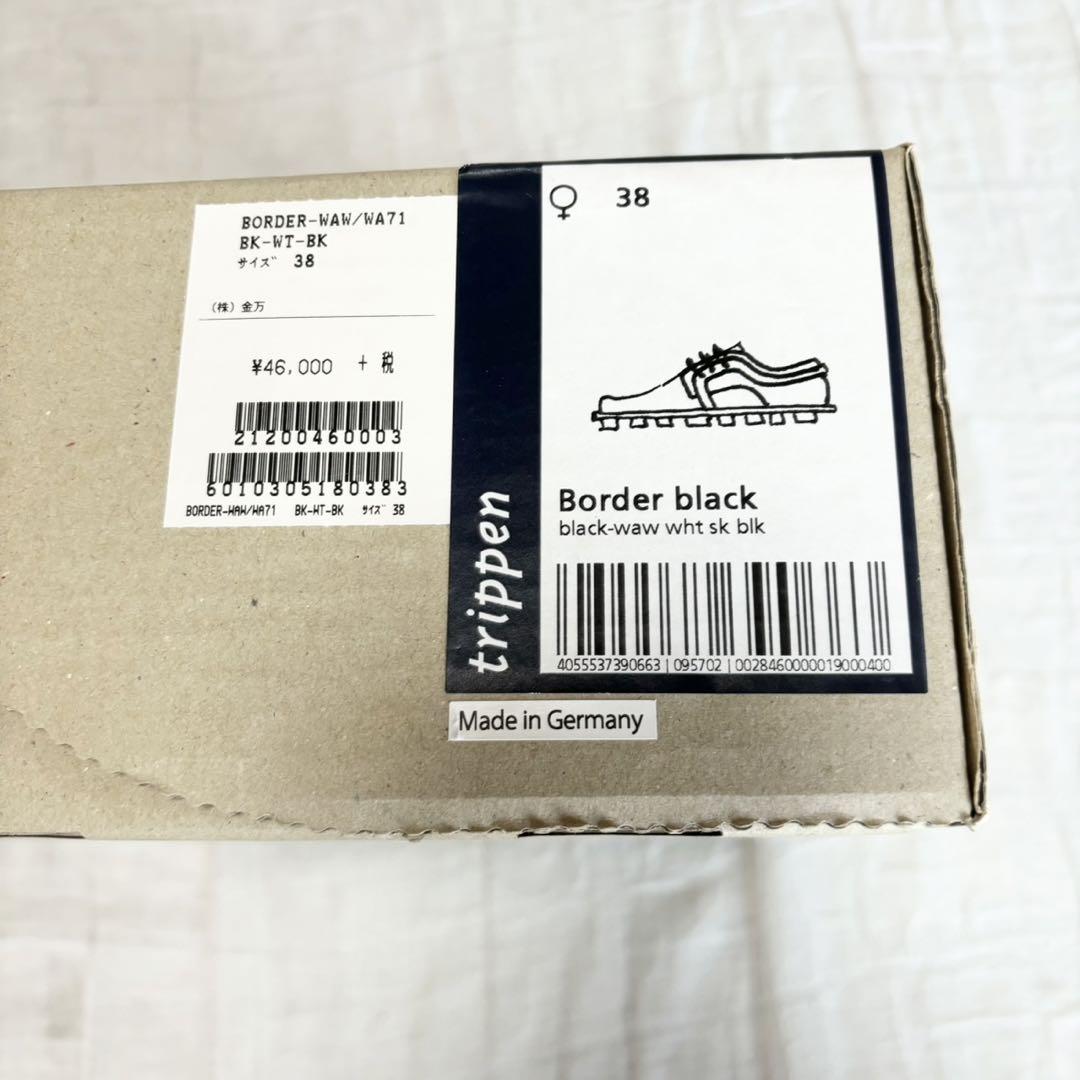 BORDER-WAW/WA71
BK-WT-BK
サイズ 38
(株) 金万
¥46,000 + 税
21200460003
6010305180383
BORDER-WAW/WA71 BK-WT-BK サイズ 38
♀ 38
trippen
Border black
black-waw wht sk blk
4055537390663 | 095702 | 0028460000019000400
Made in Germany